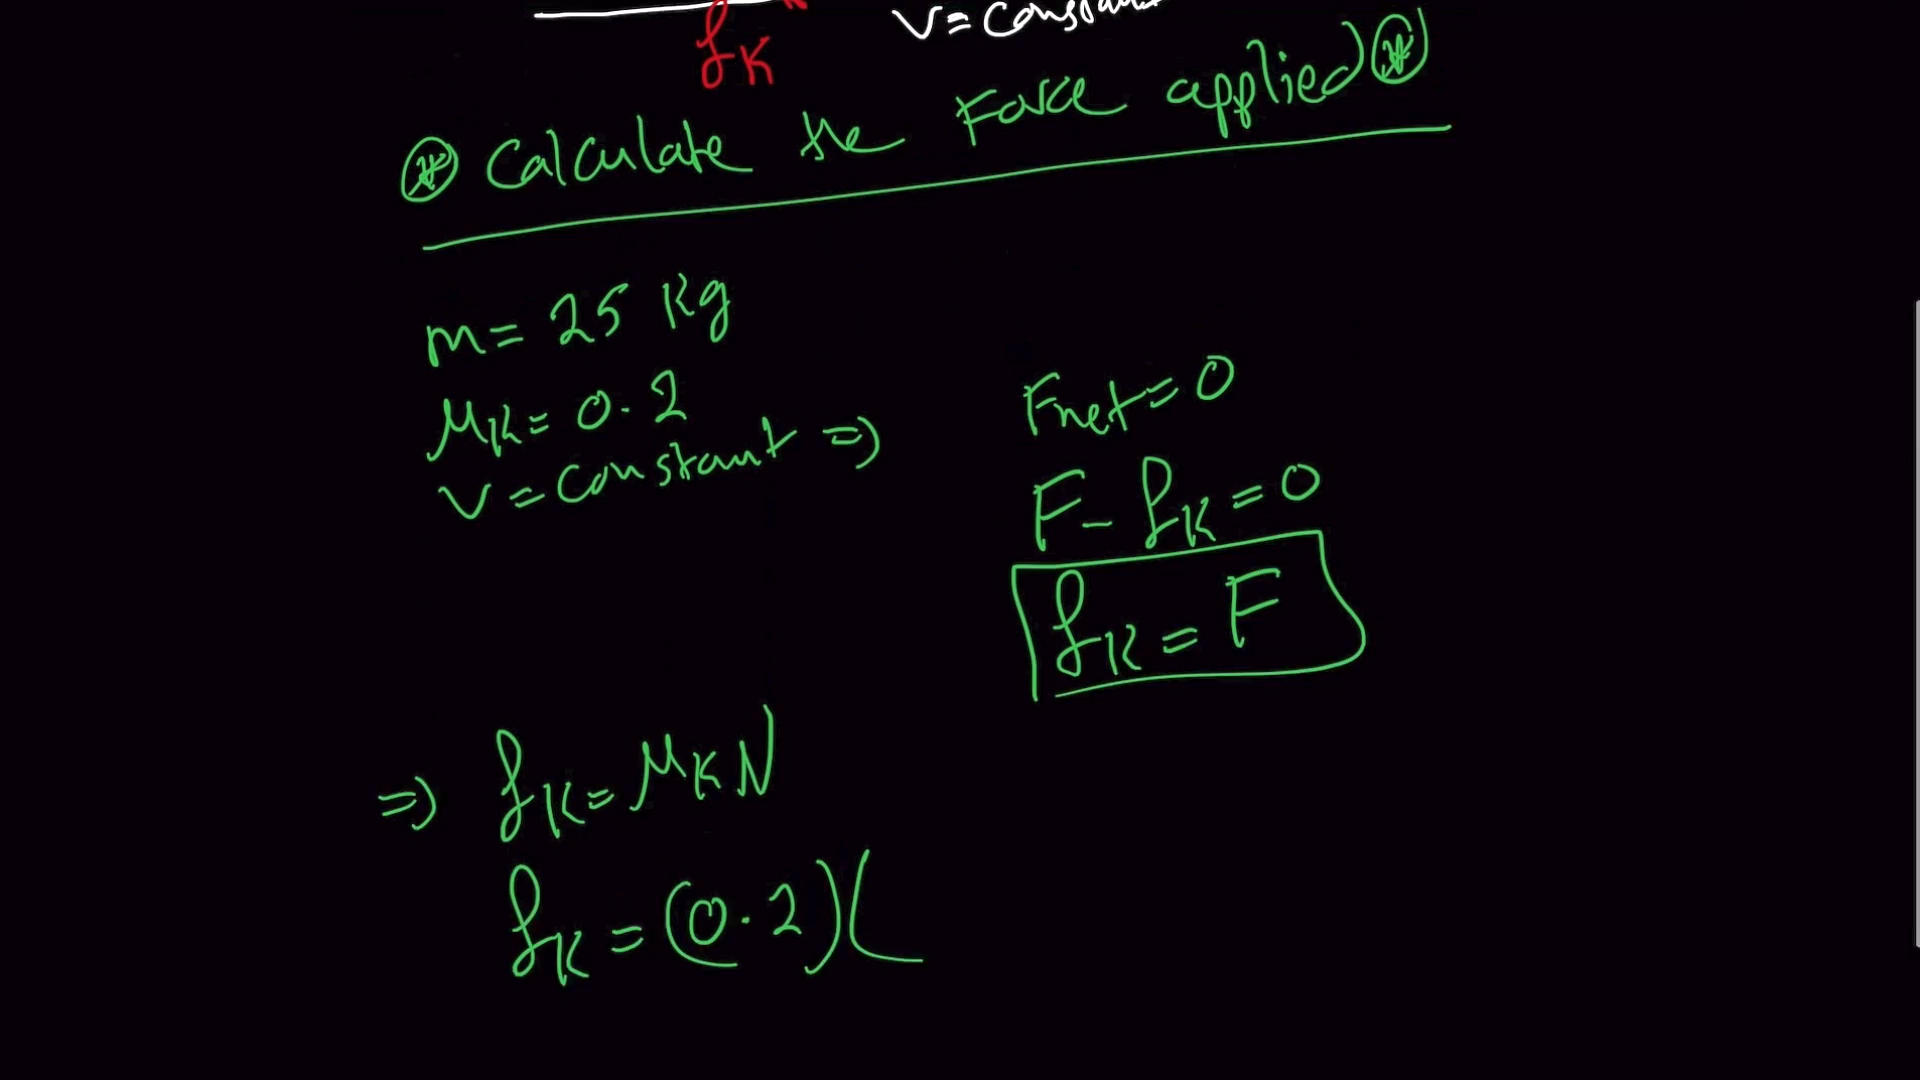 v = constant
fK
* Calculate the Force applied *
m = 25 Kg
μK = 0.2
v = constant ⇒
Fnet = 0
F - fK = 0
fK = F
⇒ fK = μK N
fK = (0.2)(